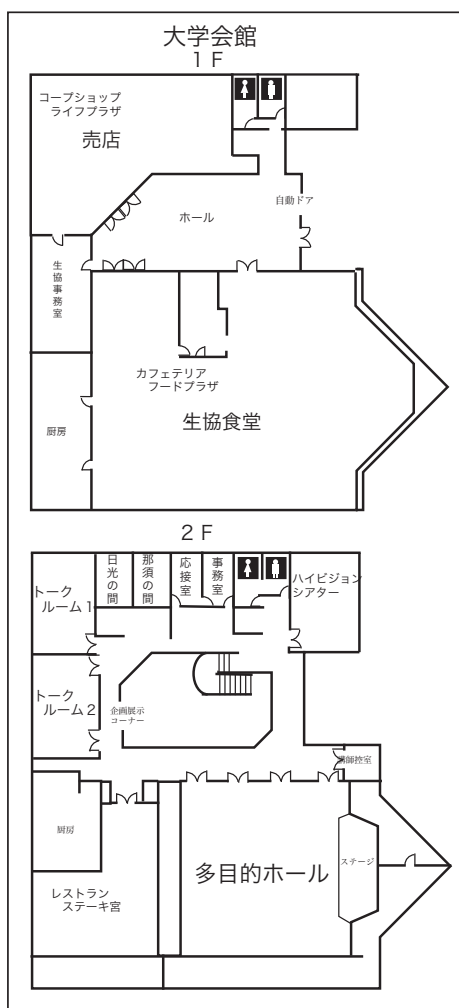 大学会館
1 F
コープショップ
ライフプラザ
売店
自動ドア
ホール
生協事務室
カフェテリア
フードプラザ
生協食堂
厨房
2 F
日光の間
那須の間
応接室
事務室
ハイビジョン
シアター
トーク
ルーム1
トーク
ルーム2
企画展示
コーナー
講師控室
厨房
多目的ホール
ステージ
レストラン
ステーキ宮